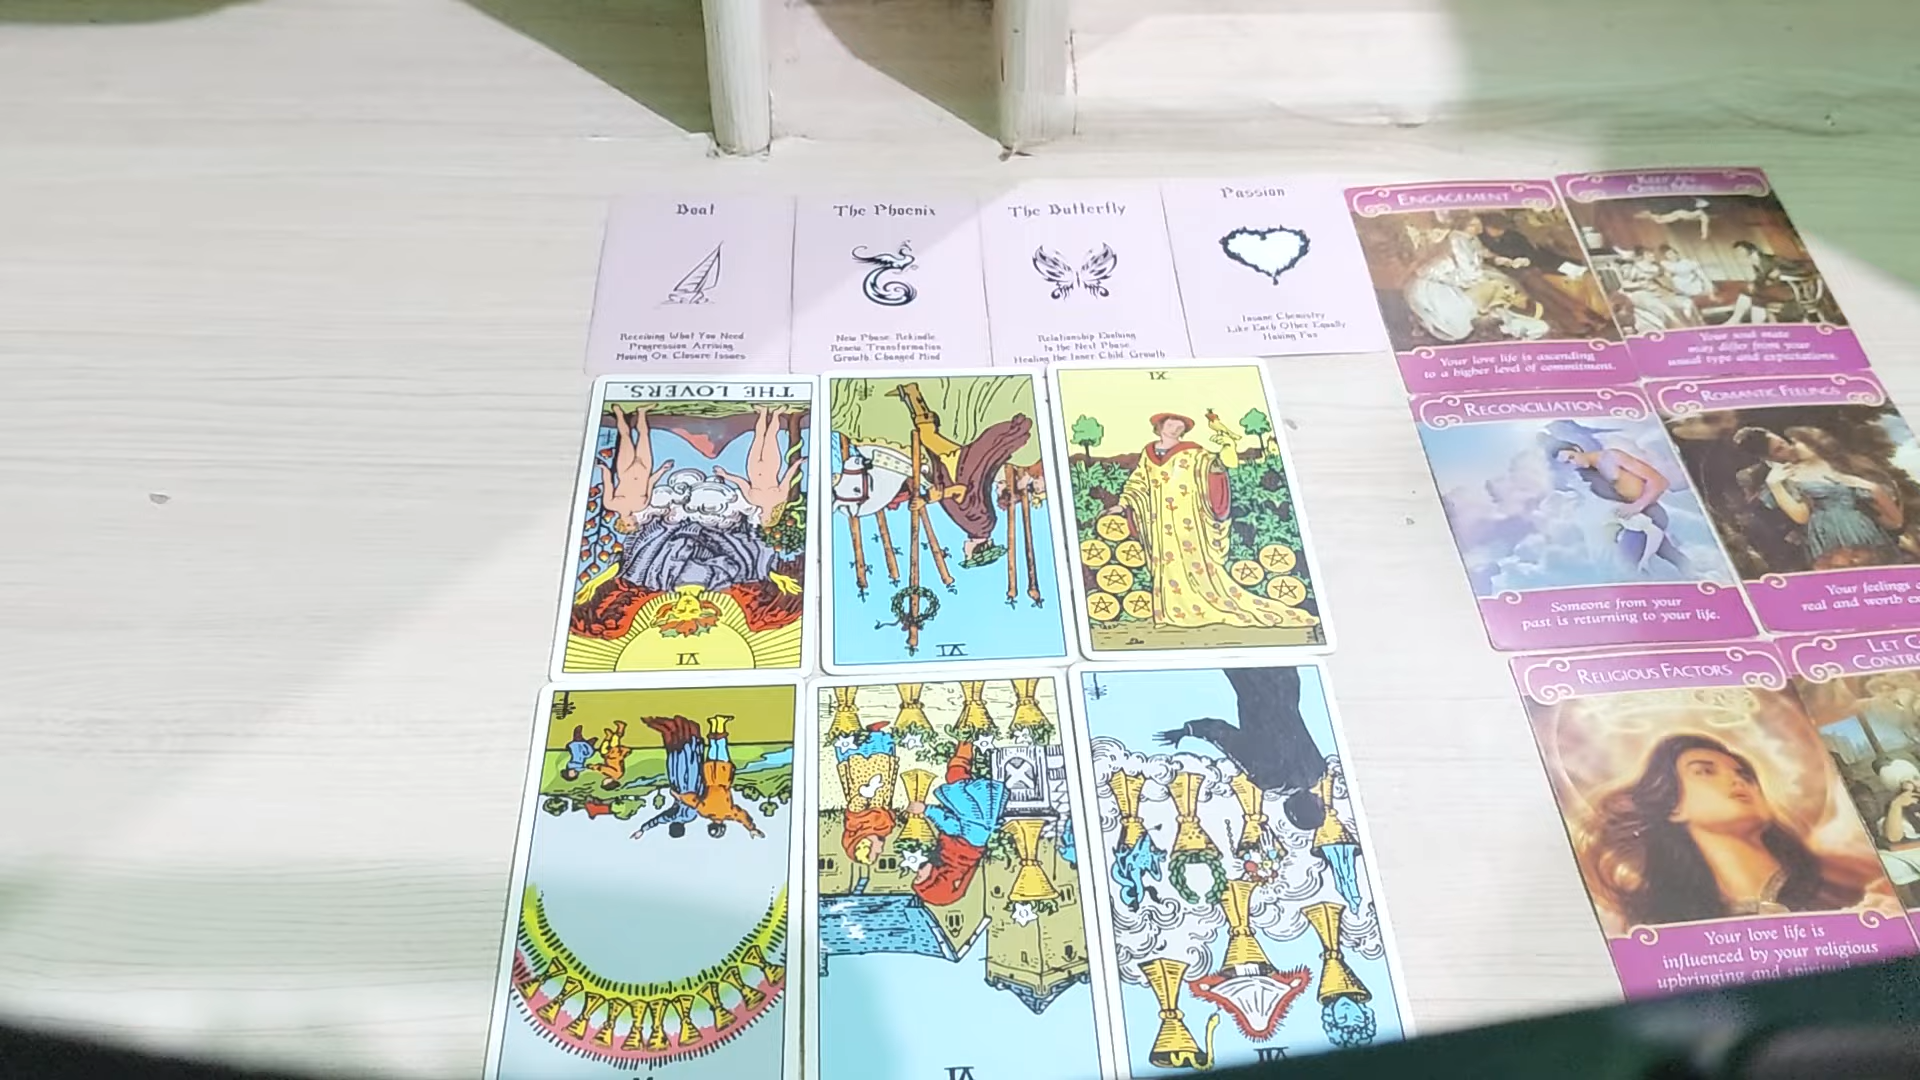 Boat
Receiving What You Need
Progression Arriving
Moving On, Closure Issues
The Phoenix
New Phase, Rekindle
Renew, Transformation
Growth, Changed Mind
The Butterfly
Relationship Evolving
to the Next Phase
Healing the Inner Child, Growth
Passion
Insane Chemistry
Like Each Other Equally
Having Fun
ENGAGEMENT
Your love life is ascending
to a higher level of commitment.
KEEP AN
OPEN MIND
Your soul mate
may differ from your
usual type and expectations.
RECONCILIATION
Someone from your
past is returning to your life.
ROMANTIC FEELINGS
Your feelings
real and worth
RELIGIOUS FACTORS
Your love life is
influenced by your religious
upbringing and
LET
THE LOVERS.
VI
VI
IX
VI
VII